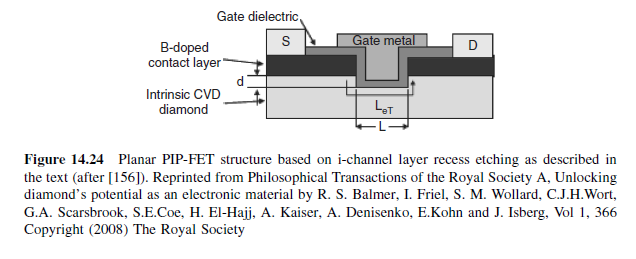 Gate dielectric
S
Gate metal
D
B-doped
contact layer
d
Intrinsic CVD
diamond
LeT
L
Figure 14.24 Planar PIP-FET structure based on i-channel layer recess etching as described in
the text (after [156]). Reprinted from Philosophical Transactions of the Royal Society A, Unlocking
diamond's potential as an electronic material by R. S. Balmer, I. Friel, S. M. Wollard, C.J.H.Wort,
G.A. Scarsbrook, S.E.Coe, H. El-Hajj, A. Kaiser, A. Denisenko, E.Kohn and J. Isberg, Vol 1, 366
Copyright (2008) The Royal Society